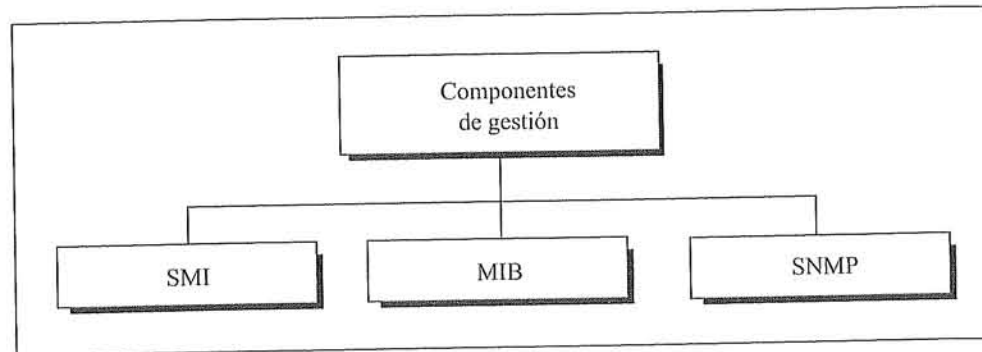 Componentes
de gestión
SMI
MIB
SNMP